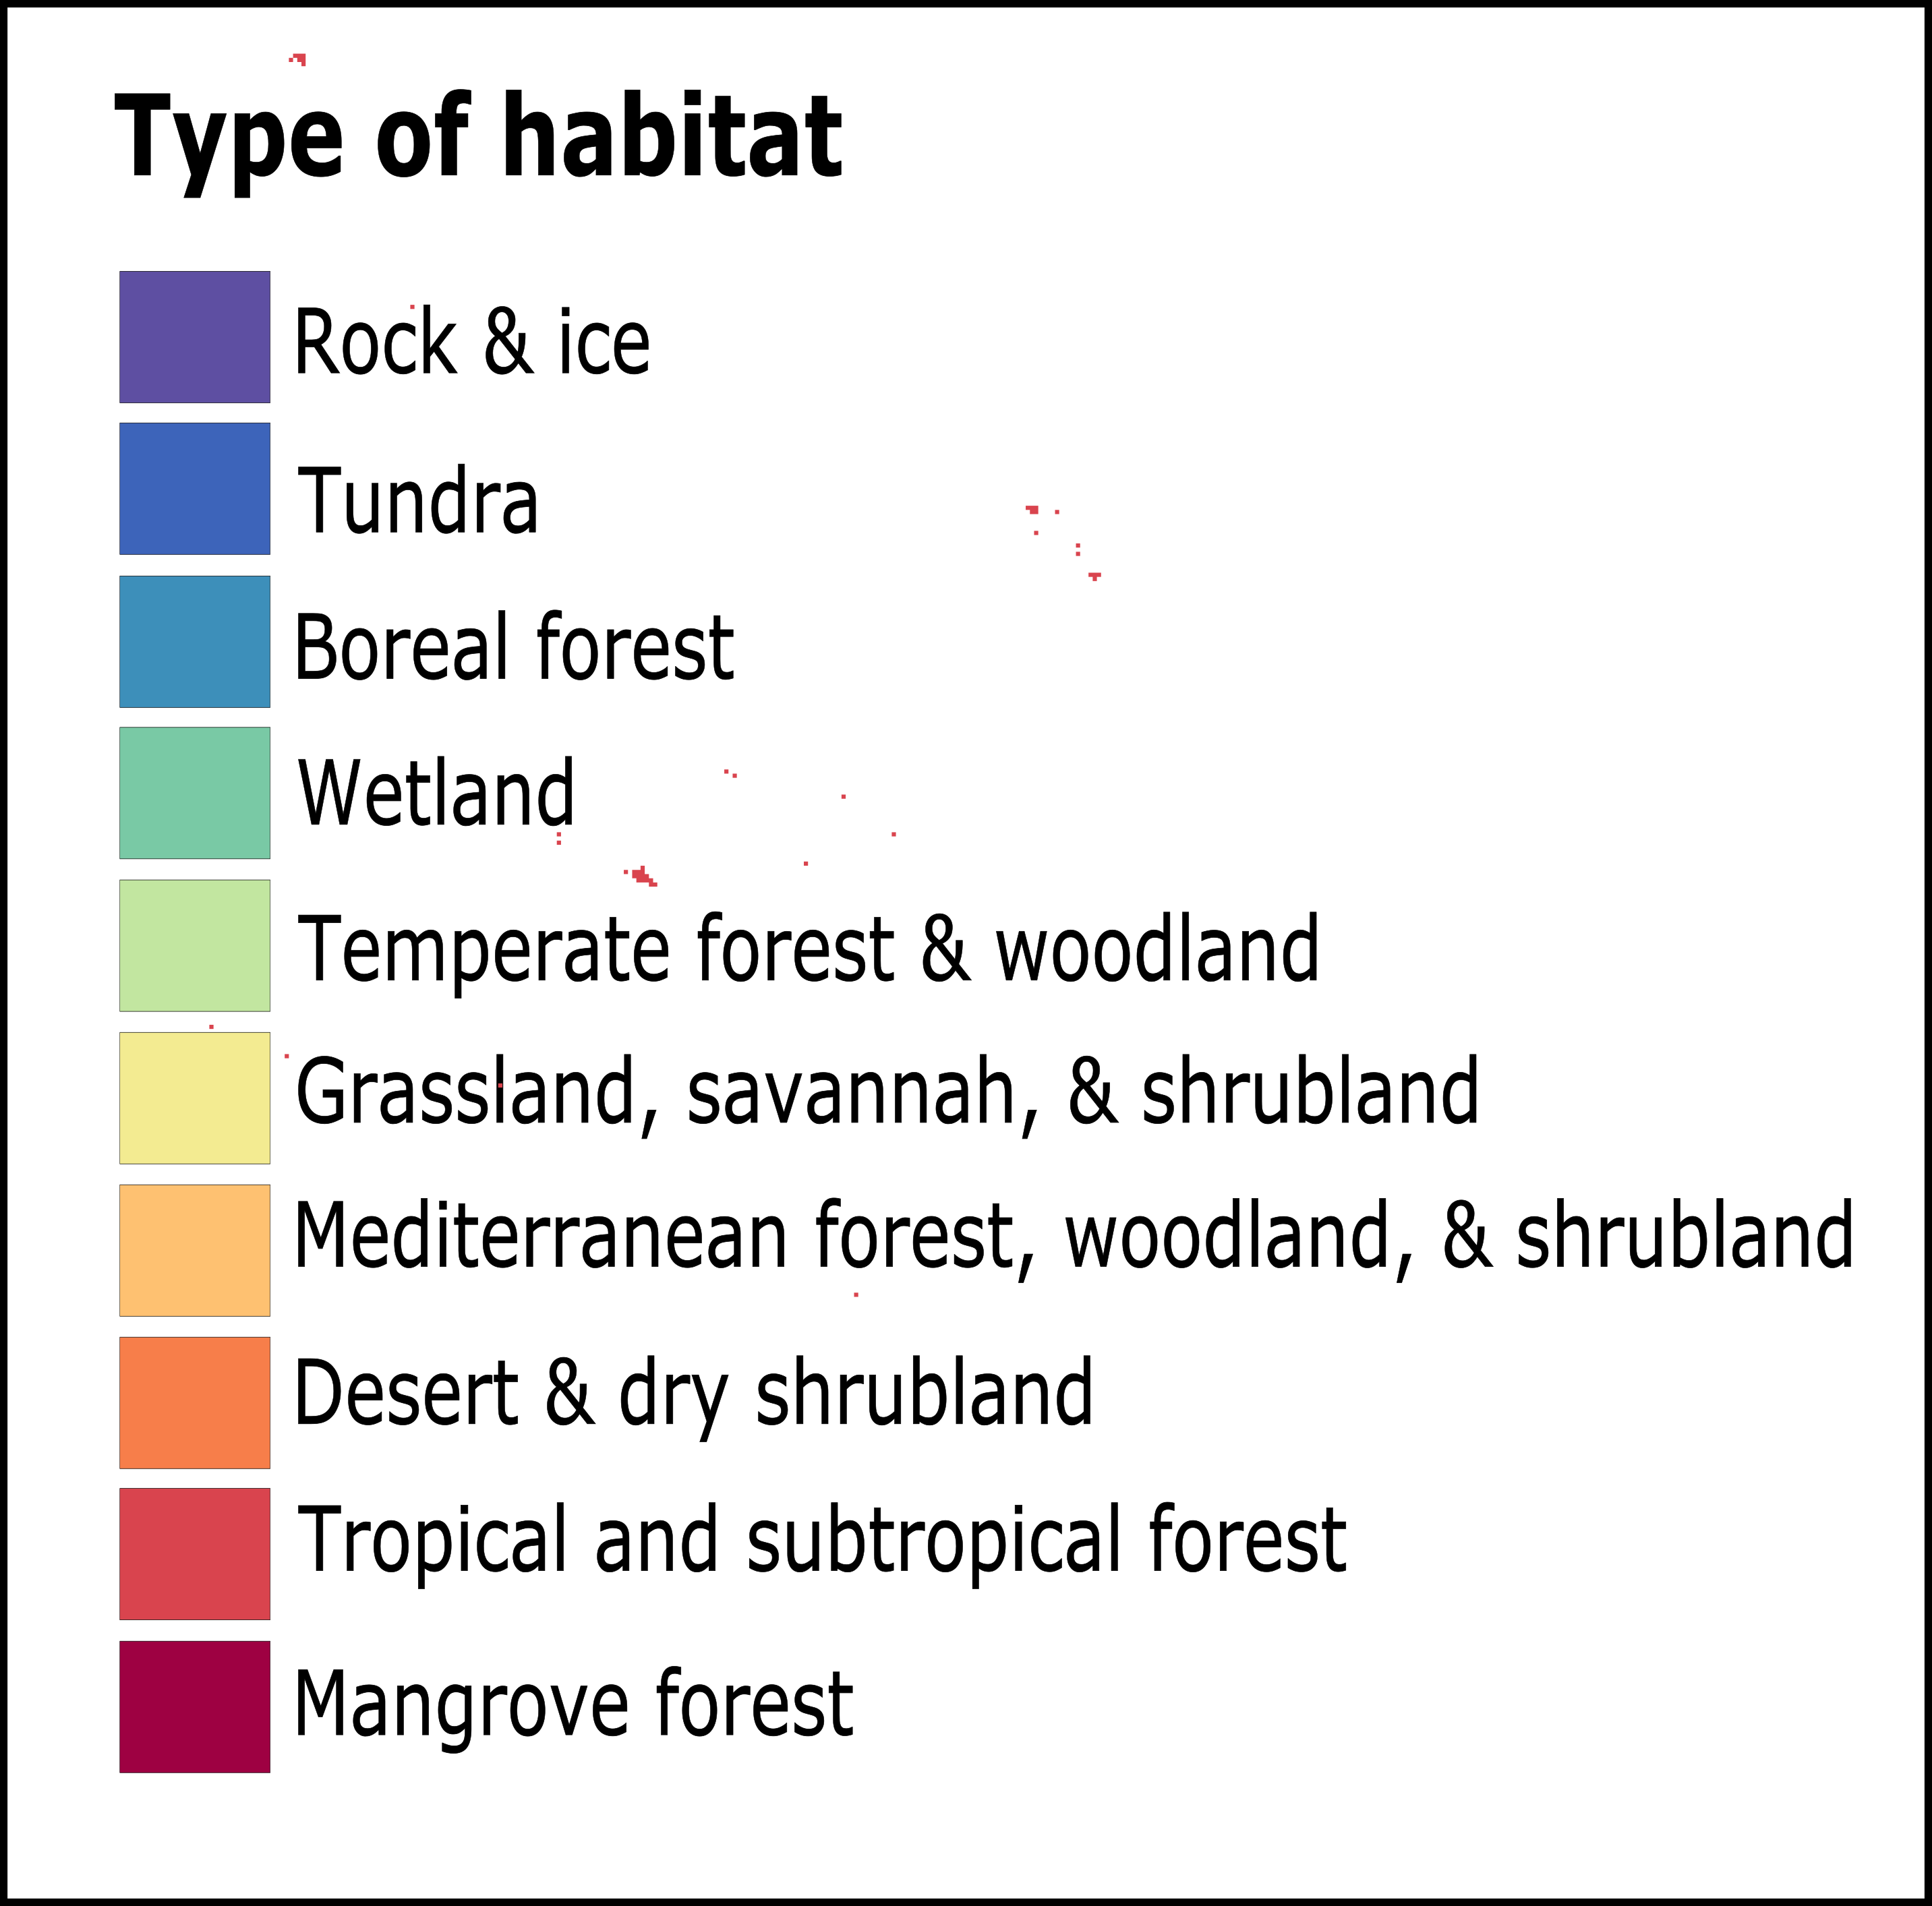 Type of habitat
Rock & ice
Tundra
Boreal forest
Wetland
Temperate forest & woodland
Grassland, savannah, & shrubland
Mediterranean forest, woodland, & shrubland
Desert & dry shrubland
Tropical and subtropical forest
Mangrove forest